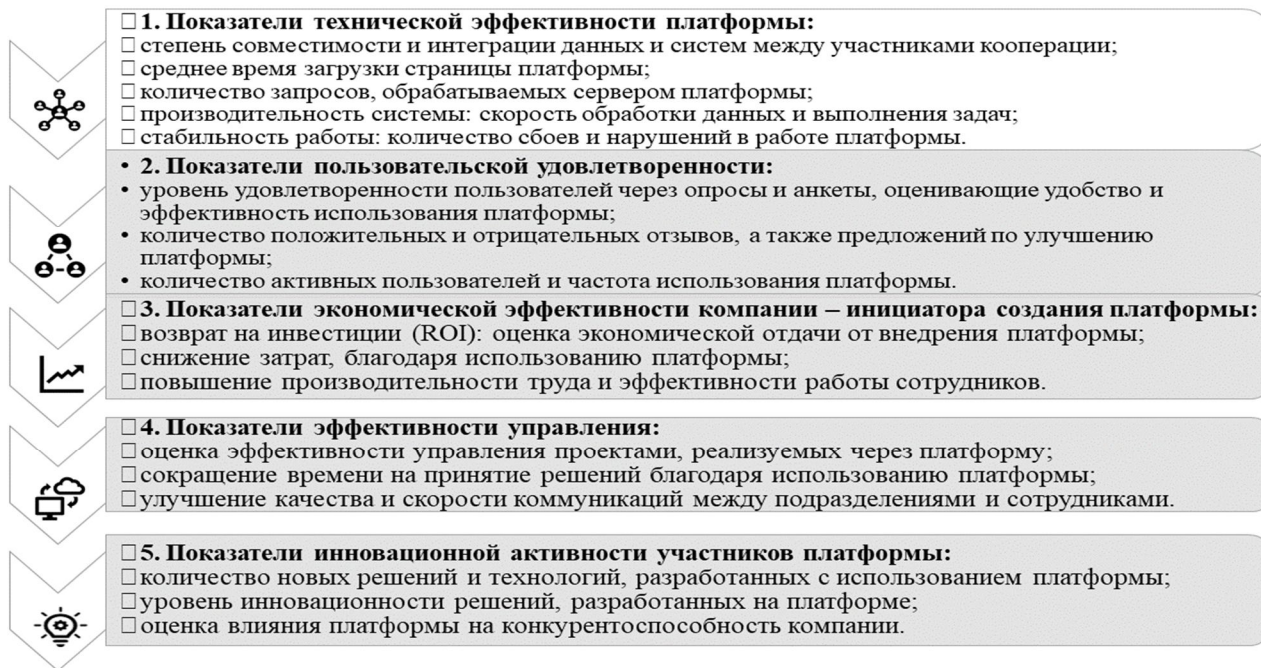 □ 1. Показатели технической эффективности платформы:
□ степень совместимости и интеграции данных и систем между участниками кооперации;
□ среднее время загрузки страницы платформы;
□ количество запросов, обрабатываемых сервером платформы;
□ производительность системы: скорость обработки данных и выполнения задач;
□ стабильность работы: количество сбоев и нарушений в работе платформы.
• 2. Показатели пользовательской удовлетворенности:
• уровень удовлетворенности пользователей через опросы и анкеты, оценивающие удобство и
эффективность использования платформы;
• количество положительных и отрицательных отзывов, а также предложений по улучшению
платформы;
• количество активных пользователей и частота использования платформы.
□ 3. Показатели экономической эффективности компании – инициатора создания платформы:
□ возврат на инвестиции (ROI): оценка экономической отдачи от внедрения платформы;
□ снижение затрат, благодаря использованию платформы;
□ повышение производительности труда и эффективности работы сотрудников.
□ 4. Показатели эффективности управления:
□ оценка эффективности управления проектами, реализуемых через платформу;
□ сокращение времени на принятие решений благодаря использованию платформы;
□ улучшение качества и скорости коммуникаций между подразделениями и сотрудниками.
□ 5. Показатели инновационной активности участников платформы:
□ количество новых решений и технологий, разработанных с использованием платформы;
□ уровень инновационности решений, разработанных на платформе;
□ оценка влияния платформы на конкурентоспособность компании.